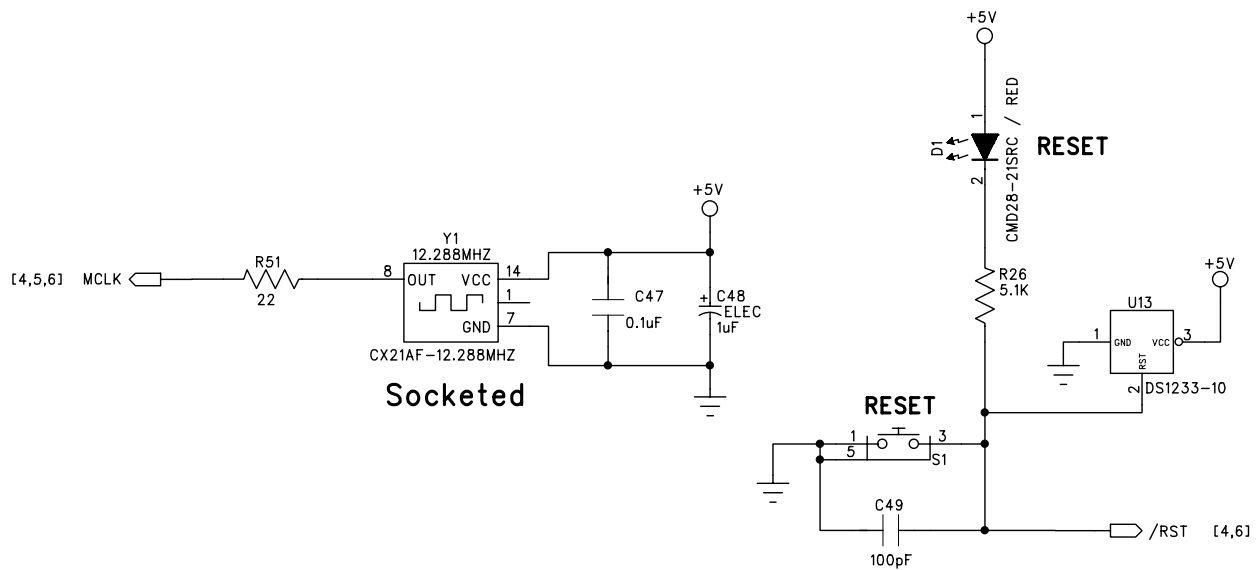 [4,5,6] MCLK
R51
22
Y1
12.288MHZ
8 OUT VCC 14
1
GND 7
CX21AF-12.288MHZ
Socketed
C47
0.1uF
+5V
+ C48
ELEC
1uF
+5V
1
D1
2
CMD28-21SRC / RED
RESET
R26
5.1K
+5V
U13
1 GND VCC 3
RST
2
DS1233-10
RESET
1 3
5 S1
C49
100pF
/RST [4,6]